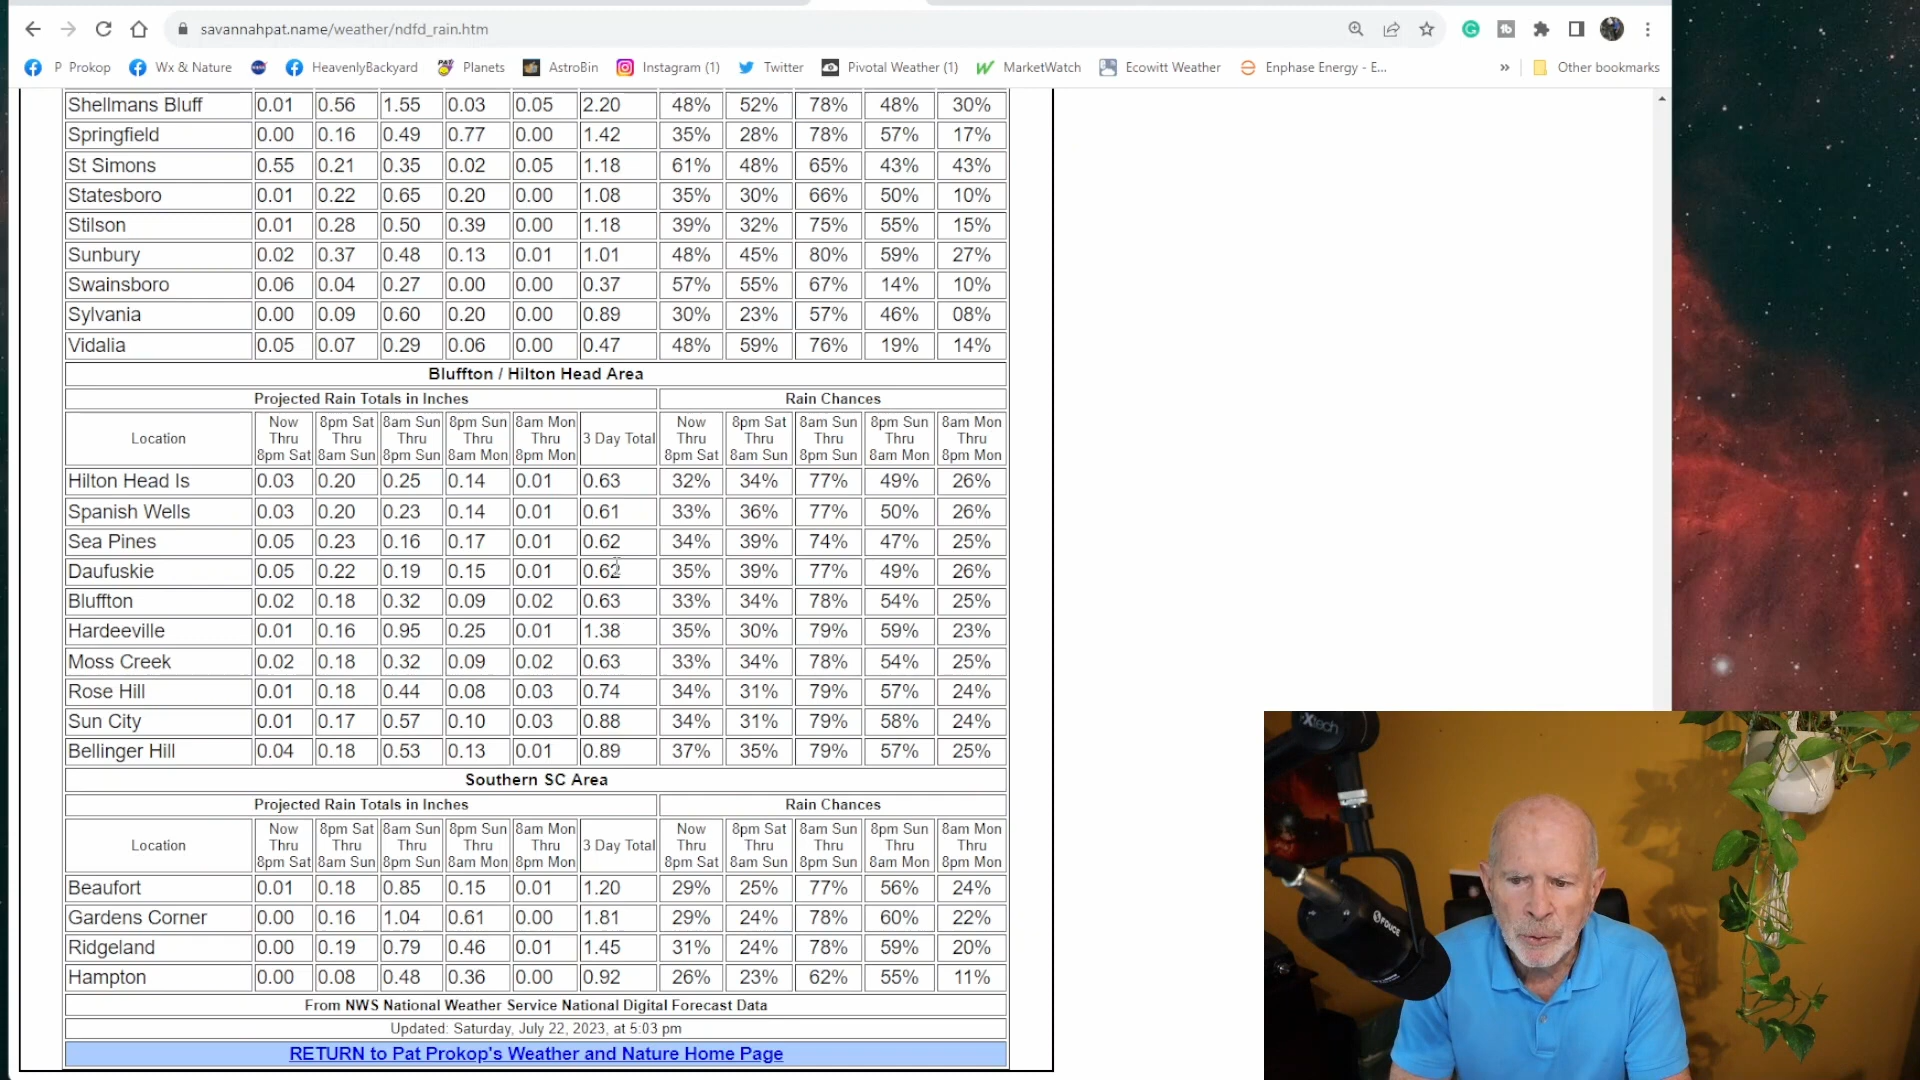 savannahpat.name/weather/ndfd_rain.htm
P Prokop Wx & Nature HeavenlyBackyard Planets AstroBin Instagram (1) Twitter Pivotal Weather (1) MarketWatch Ecowitt Weather Enphase Energy - E... » Other bookmarks
Shellmans Bluff 0.01 0.56 1.55 0.03 0.05 2.20 48% 52% 78% 48% 30%
Springfield 0.00 0.16 0.49 0.77 0.00 1.42 35% 28% 78% 57% 17%
St Simons 0.55 0.21 0.35 0.02 0.05 1.18 61% 48% 65% 43% 43%
Statesboro 0.01 0.22 0.65 0.20 0.00 1.08 35% 30% 66% 50% 10%
Stilson 0.01 0.28 0.50 0.39 0.00 1.18 39% 32% 75% 55% 15%
Sunbury 0.02 0.37 0.48 0.13 0.01 1.01 48% 45% 80% 59% 27%
Swainsboro 0.06 0.04 0.27 0.00 0.00 0.37 57% 55% 67% 14% 10%
Sylvania 0.00 0.09 0.60 0.20 0.00 0.89 30% 23% 57% 46% 08%
Vidalia 0.05 0.07 0.29 0.06 0.00 0.47 48% 59% 76% 19% 14%
Bluffton / Hilton Head Area
Projected Rain Totals in Inches Rain Chances
Now 8pm Sat 8am Sun 8pm Sun 8am Mon Now 8pm Sat 8am Sun 8pm Sun 8am Mon
Location Thru Thru Thru Thru Thru 3 Day Total Thru Thru Thru Thru Thru
8pm Sat 8am Sun 8pm Sun 8am Mon 8pm Mon 8pm Sat 8am Sun 8pm Sun 8am Mon 8pm Mon
Hilton Head Is 0.03 0.20 0.25 0.14 0.01 0.63 32% 34% 77% 49% 26%
Spanish Wells 0.03 0.20 0.23 0.14 0.01 0.61 33% 36% 77% 50% 26%
Sea Pines 0.05 0.23 0.16 0.17 0.01 0.62 34% 39% 74% 47% 25%
Daufuskie 0.05 0.22 0.19 0.15 0.01 0.62 35% 39% 77% 49% 26%
Bluffton 0.02 0.18 0.32 0.09 0.02 0.63 33% 34% 78% 54% 25%
Hardeeville 0.01 0.16 0.95 0.25 0.01 1.38 35% 30% 79% 59% 23%
Moss Creek 0.02 0.18 0.32 0.09 0.02 0.63 33% 34% 78% 54% 25%
Rose Hill 0.01 0.18 0.44 0.08 0.03 0.74 34% 31% 79% 57% 24%
Sun City 0.01 0.17 0.57 0.10 0.03 0.88 34% 31% 79% 58% 24%
Bellinger Hill 0.04 0.18 0.53 0.13 0.01 0.89 37% 35% 79% 57% 25%
Southern SC Area
Projected Rain Totals in Inches Rain Chances
Now 8pm Sat 8am Sun 8pm Sun 8am Mon Now 8pm Sat 8am Sun 8pm Sun 8am Mon
Location Thru Thru Thru Thru Thru 3 Day Total Thru Thru Thru Thru Thru
8pm Sat 8am Sun 8pm Sun 8am Mon 8pm Mon 8pm Sat 8am Sun 8pm Sun 8am Mon 8pm Mon
Beaufort 0.01 0.18 0.85 0.15 0.01 1.20 29% 25% 77% 56% 24%
Gardens Corner 0.00 0.16 1.04 0.61 0.00 1.81 29% 24% 78% 60% 22%
Ridgeland 0.00 0.19 0.79 0.46 0.01 1.45 31% 24% 78% 59% 20%
Hampton 0.00 0.08 0.48 0.36 0.00 0.92 26% 23% 62% 55% 11%
From NWS National Weather Service National Digital Forecast Data
Updated: Saturday, July 22, 2023, at 5:03 pm
RETURN to Pat Prokop's Weather and Nature Home Page
FDUCE